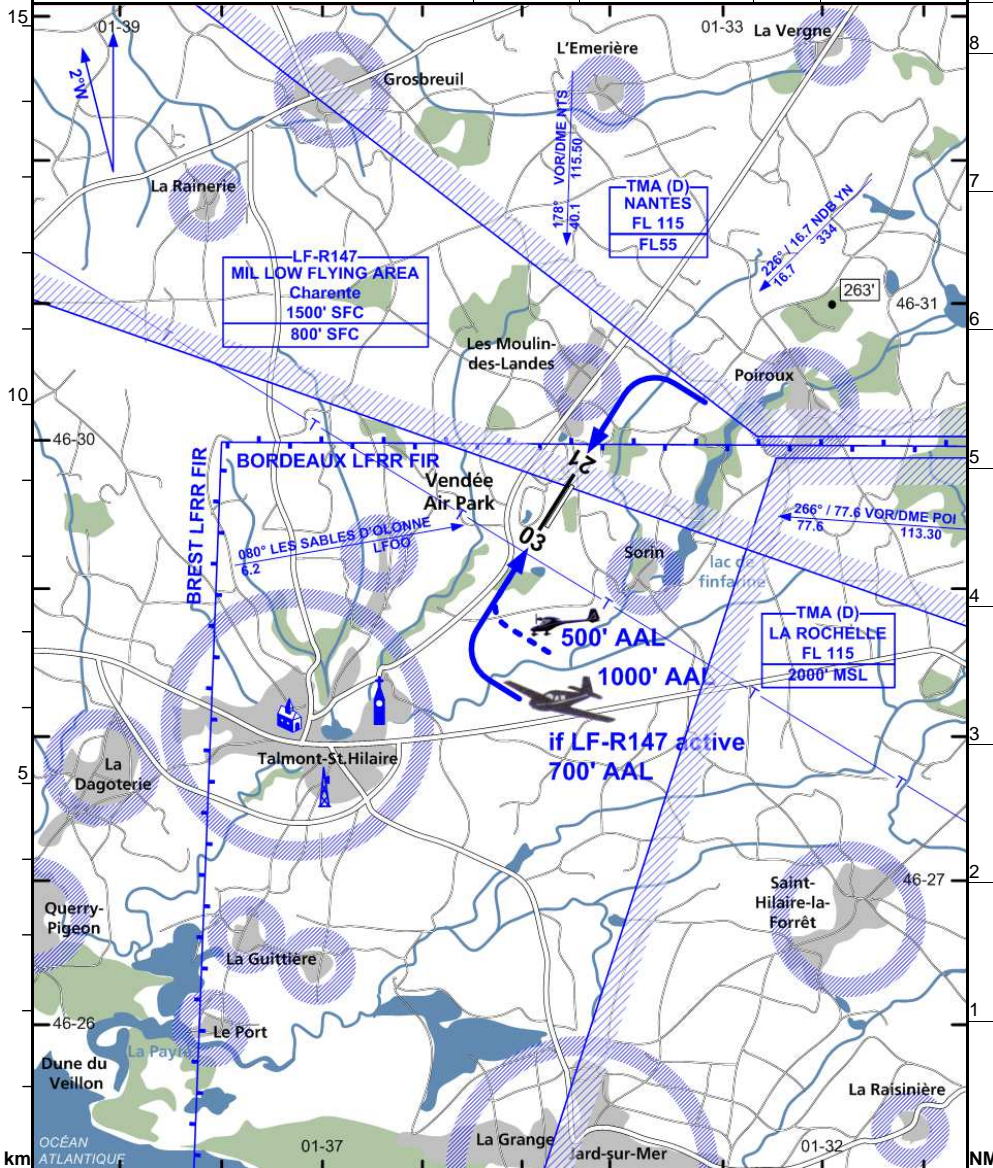 15
01-39
01-33
La Vergne
8
L'Emerière
2°W
Grosbreuil
178° VOR/DME NTS
40.1 115.50
La Rainerie
7
TMA (D)
NANTES
FL 115
FL55
226° / 16.7 NDB YN
16.7 334
LF-R147
MIL LOW FLYING AREA
Charente
1500' SFC
800' SFC
263'
46-31
6
Les Moulin-
des-Landes
Poiroux
10
46-30
T
21
5
BREST LFRR FIR
BORDEAUX LFRR FIR
Vendée
Air Park
03
080° LES SABLES D'OLONNE
6.2 LFOO
266° / 77.6 VOR/DME POI
77.6 113.30
Sorin
lac de
finfarine
4
T
500' AAL
1000' AAL
TMA (D)
LA ROCHELLE
FL 115
2000' MSL
T
if LF-R147 active
700' AAL
3
Talmont-St.Hilaire
La
Dagoterie
5
T
2
Saint-
Hilaire-la-
Forrêt
46-27
Querry-
Pigeon
La Guittière
46-26
Le Port
1
La Payré
Dune du
Veillon
La Raisinière
OCÉAN
ATLANTIQUE
01-37
La Grange
Jard-sur-Mer
01-32
km
NM